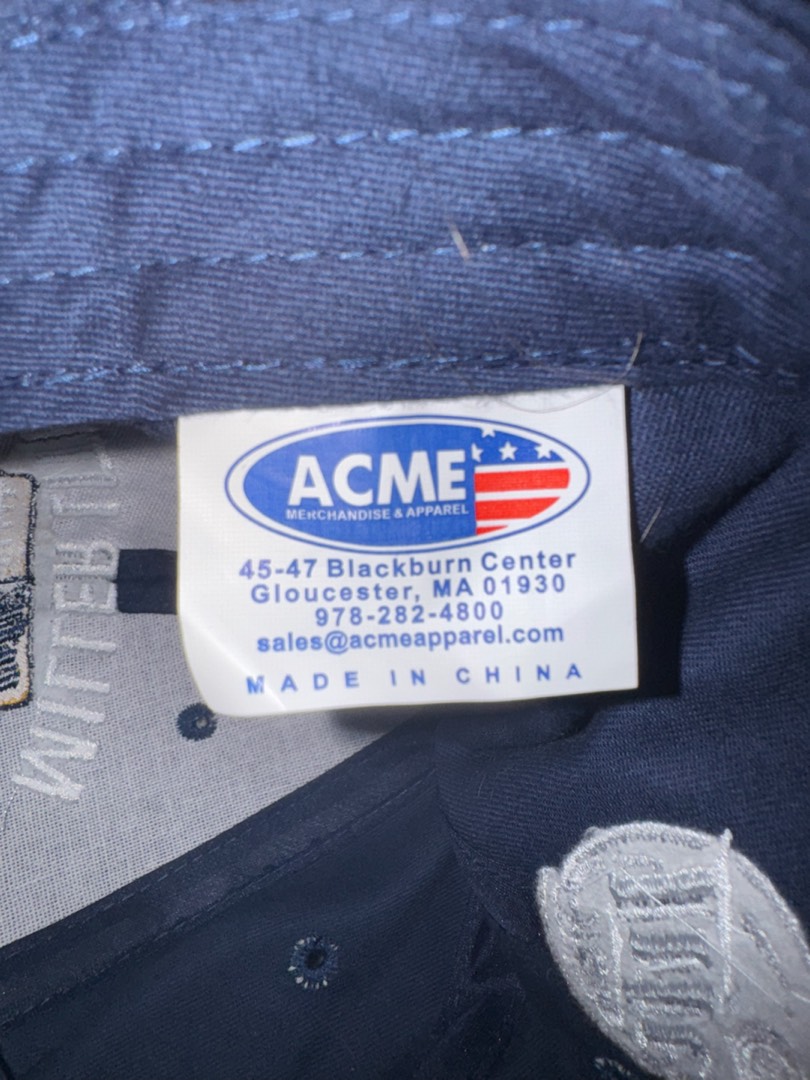 ACME
MERCHANDISE & APPAREL
45-47 Blackburn Center
Gloucester, MA 01930
978-282-4800
sales@acmeapparel.com
MADE IN CHINA